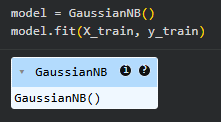 model = GaussianNB()
model.fit(X_train, y_train)
▾ GaussianNB i ?
GaussianNB()